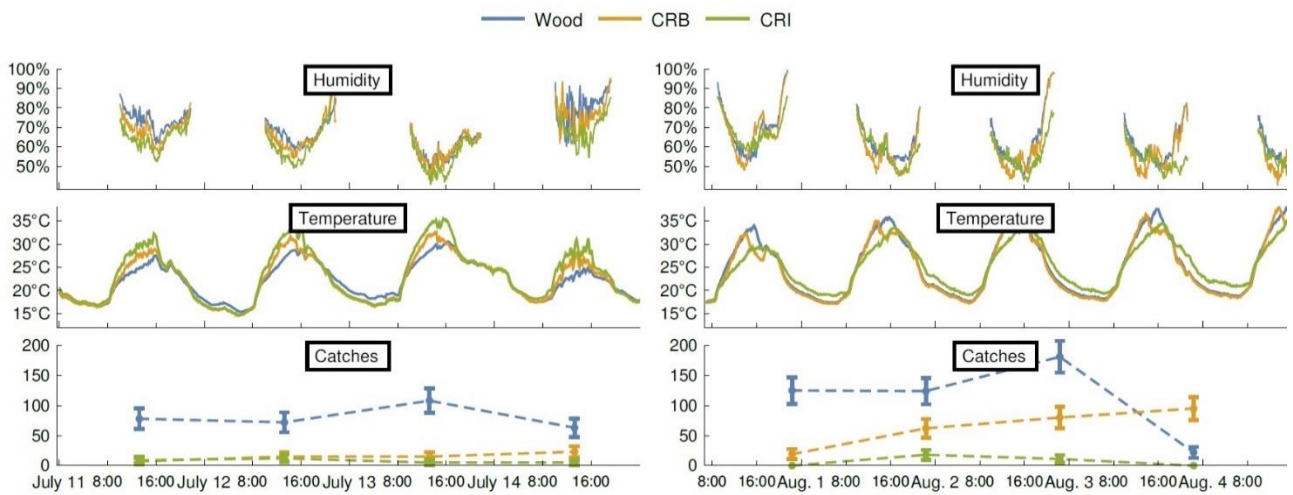 Wood CRB CRI
100% Humidity 100% Humidity
90% 90%
80% 80%
70% 70%
60% 60%
50% 50%
35°C Temperature 35°C Temperature
30°C 30°C
25°C 25°C
20°C 20°C
15°C 15°C
200 Catches 200 Catches
150 150
100 100
50 50
0 0
July 11 8:00 16:00 July 12 8:00 16:00 July 13 8:00 16:00 July 14 8:00 16:00 8:00 16:00 Aug. 1 8:00 16:00 Aug. 2 8:00 16:00 Aug. 3 8:00 16:00 Aug. 4 8:00